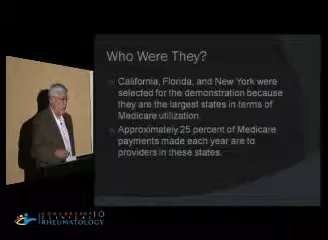 Who Were They?
California, Florida, and New York were
selected for the demonstration because
they are the largest states in terms of
Medicare utilization.
Approximately 25 percent of Medicare
payments made each year are to
providers in these states.
CONGRESS OF
CLINICAL
RHEUMATOLOGY